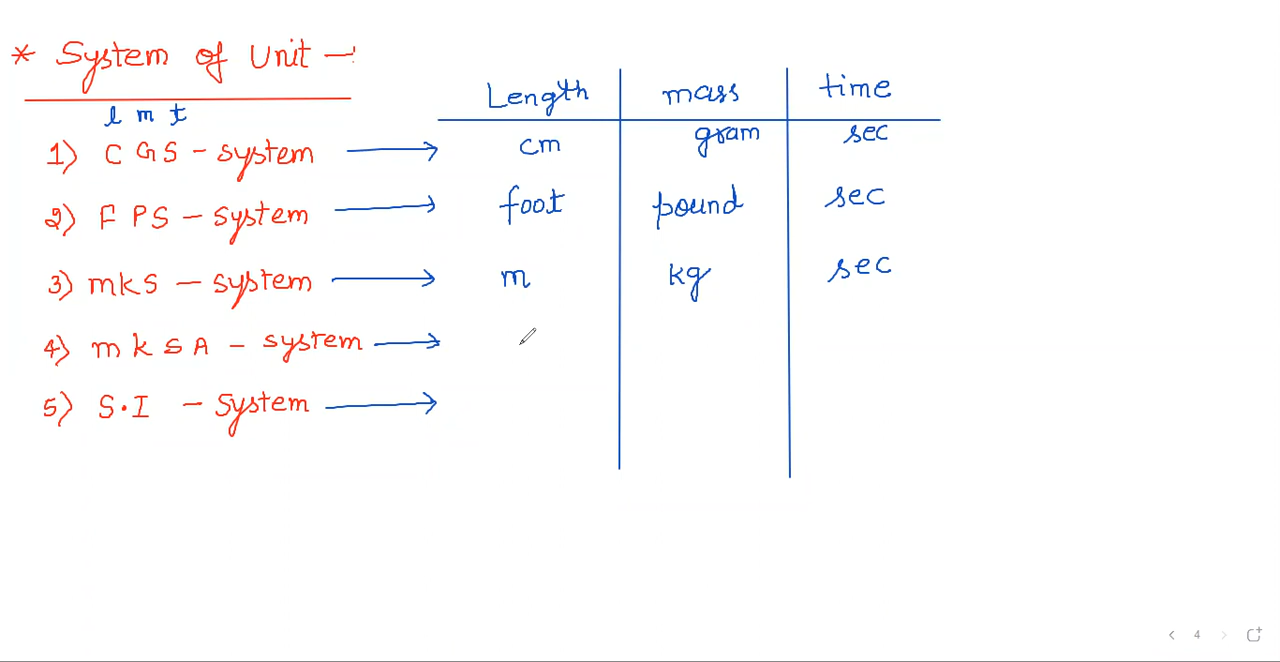 * System of Unit –:
Length mass time
l m t
1) CGS – system → cm gram sec
2) FPS – system → foot pound sec
3) mks – system → m kg sec
4) mksA – system →
5) S.I – System →
< 4 >